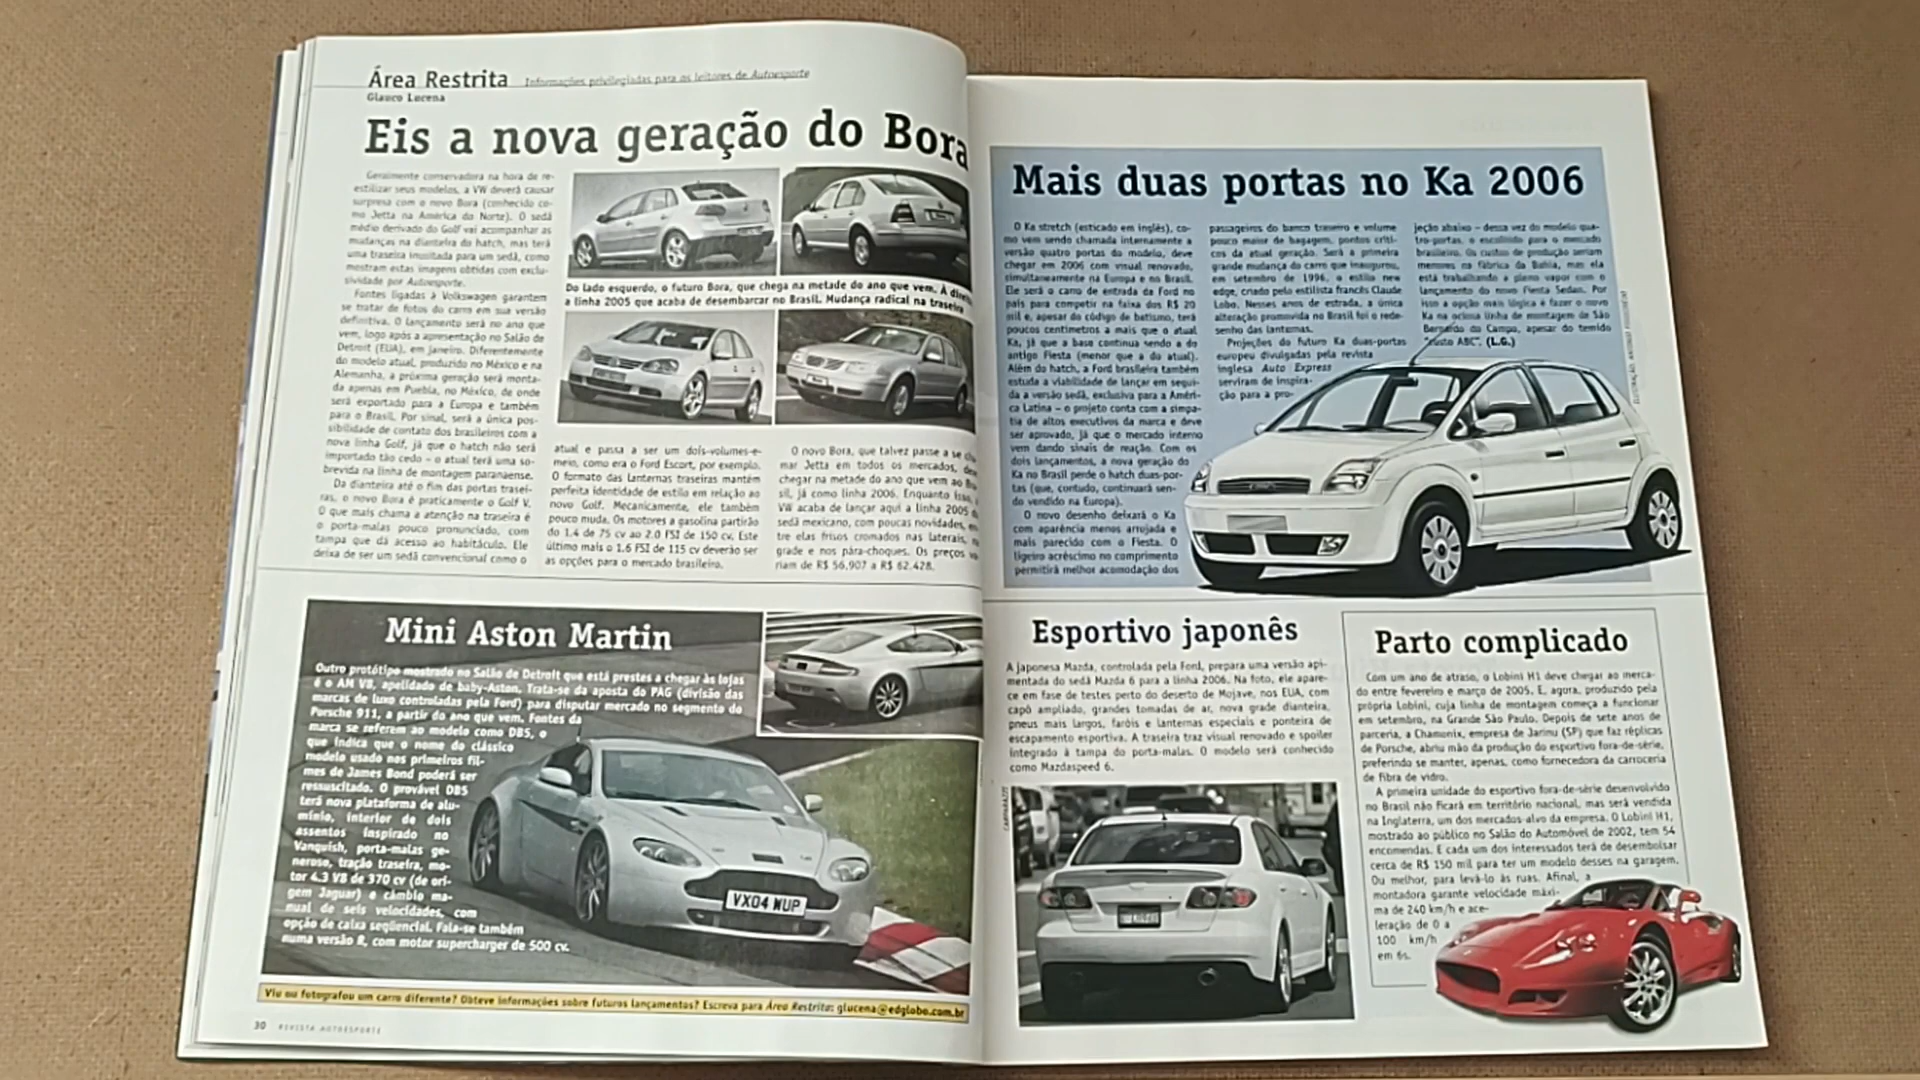 Área Restrita Informações privilegiadas para os leitores de Autoesporte
Glauco Lucena
Eis a nova geração do Bora
Geralmente conservadora na hora de re-
estilizar seus modelos, a VW deverá causar
surpresa com o novo Bora (conhecido co-
mo Jetta na América do Norte). O sedã
médio derivado do Golf vai acompanhar as
mudanças na dianteira do hatch, mas terá
uma traseira inusitada para um sedã, como
mostram estas imagens obtidas com exclu-
sividade por Autoesporte.
Fontes ligadas à Volkswagen garantem
se tratar de fotos do carro em sua versão
definitiva. O lançamento será no ano que
vem, logo após a apresentação no Salão de
Detroit (EUA), em janeiro. Diferentemente
do modelo atual, produzido no México e na
Alemanha, a próxima geração será monta-
da apenas em Puebla, no México, de onde
será exportado para a Europa e também
para o Brasil. Por sinal, será a única pos-
sibilidade de contato dos brasileiros com a
nova linha Golf, já que o hatch não será
importado tão cedo – o atual terá uma so-
brevida na linha de montagem paranaense.
Da dianteira até o fim das portas trasei-
ras, o novo Bora é praticamente o Golf V.
O que mais chama a atenção na traseira é
o porta-malas pouco pronunciado, com
tampa que dá acesso ao habitáculo. Ele
deixa de ser um sedã convencional como o
Do lado esquerdo, o futuro Bora, que chega na metade do ano que vem. À
a linha 2005 que acaba de desembarcar no Brasil. Mudança radical na traseira
atual e passa a ser um dois-volumes-e-
meio, como era o Ford Escort, por exemplo.
O formato das lanternas traseiras mantém
perfeita identidade de estilo em relação ao
novo Golf. Mecanicamente, ele também
pouco muda. Os motores a gasolina partirão
do 1.4 de 75 cv ao 2.0 FSI de 150 cv. Este
último mais o 1.6 FSI de 115 cv deverão ser
as opções para o mercado brasileiro.
O novo Bora, que talvez passe a se
mar Jetta em todos os mercados,
chegar na metade do ano que vem ao
sil, já como linha 2006. Enquanto isso,
VW acaba de lançar aqui a linha 2005
sedã mexicano, com poucas novidades,
tre elas frisos cromados nas laterais,
grade e nos pára-choques. Os preços
riam de R$ 56.907 a R$ 62.428.
Mini Aston Martin
Outro protótipo mostrado no Salão de Detroit que está prestes a chegar às lojas
é o AM V8, apelidado de baby-Aston. Trata-se da aposta do PAG (divisão das
marcas de luxo controladas pela Ford) para disputar mercado no segmento do
Porsche 911, a partir do ano que vem. Fontes da
marca se referem ao modelo como DB5, o
que indica que o nome do clássico
modelo usado nos primeiros fil-
mes de James Bond poderá ser
ressuscitado. O provável DB5
terá nova plataforma de alu-
mínio, interior de dois
assentos inspirado no
Vanquish, porta-malas ge-
neroso, tração traseira, mo-
tor 4.3 V8 de 370 cv (de ori-
gem Jaguar) e câmbio ma-
nual de seis velocidades, com
opção de caixa seqüencial. Fala-se também
numa versão R, com motor supercharger de 500 cv.
VX04 WUP
Viu ou fotografou um carro diferente? Obteve informações sobre futuros lançamentos? Escreva para Área Restrita: glucena@edglobo.com.br
30 REVISTA AUTOESPORTE
Mais duas portas no Ka 2006
O Ka stretch (esticado em inglês), co-
mo vem sendo chamada internamente a
versão quatro portas do modelo, deve
chegar em 2006 com visual renovado,
simultaneamente na Europa e no Brasil.
Ele será o carro de entrada da Ford no
país para competir na faixa dos R$ 20
mil e, apesar do código de batismo, terá
poucos centímetros a mais que o atual
Ka, já que a base continua sendo a do
antigo Fiesta (menor que a do atual).
Além do hatch, a Ford brasileira também
estuda a viabilidade de lançar em segui-
da a versão sedã, exclusiva para a Améri-
ca Latina – o projeto conta com a simpa-
tia de altos executivos da marca e deve
ser aprovado, já que o mercado interno
vem dando sinais de reação. Com os
dois lançamentos, a nova geração do
Ka no Brasil perde o hatch duas-por-
tas (que, contudo, continuará sen-
do vendido na Europa).
O novo desenho deixará o Ka
com aparência menos arrojada e
mais parecido com o Fiesta. O
ligeiro acréscimo no comprimento
permitirá melhor acomodação dos
passageiros do banco traseiro e volume
pouco maior de bagagem, pontos críti-
cos da atual geração. Será a primeira
grande mudança do carro que inaugurou,
em setembro de 1996, o estilo new
edge, criado pelo estilista francês Claude
Lobo. Nesses anos de estrada, a única
alteração promovida no Brasil foi o rede-
senho das lanternas.
Projeções do futuro Ka duas-portas
europeu divulgadas pela revista
inglesa Auto Express
serviram de inspira-
ção para a pro-
jeção abaixo – dessa vez do modelo qua-
tro-portas, o escolhido para o mercado
brasileiro. Os custos de produção seriam
menores na fábrica da Bahia, mas ela
está trabalhando a pleno vapor com o
lançamento do novo Fiesta Sedan. Por
isso a opção mais lógica é fazer o novo
Ka na ociosa linha de montagem de São
Bernardo do Campo, apesar do temido
"custo ABC". (L.G.)
Esportivo japonês
A japonesa Mazda, controlada pela Ford, prepara uma versão api-
mentada do sedã Mazda 6 para a linha 2006. Na foto, ele apare-
ce em fase de testes perto do deserto de Mojave, nos EUA, com
capô ampliado, grandes tomadas de ar, nova grade dianteira,
pneus mais largos, faróis e lanternas especiais e ponteira de
escapamento esportiva. A traseira traz visual renovado e spoiler
integrado à tampa do porta-malas. O modelo será conhecido
como Mazdaspeed 6.
Parto complicado
Com um ano de atraso, o Lobini H1 deve chegar ao merca-
do entre fevereiro e março de 2005. E, agora, produzido pela
própria Lobini, cuja linha de montagem começa a funcionar
em setembro, na Grande São Paulo. Depois de sete anos de
parceria, a Chamonix, empresa de Jarinu (SP) que faz réplicas
de Porsche, abriu mão da produção do esportivo fora-de-série,
preferindo se manter, apenas, como fornecedora da carroceria
de fibra de vidro.
A primeira unidade do esportivo fora-de-série desenvolvido
no Brasil não ficará em território nacional, mas será vendida
na Inglaterra, um dos mercados-alvo da empresa. O Lobini H1,
mostrado ao público no Salão do Automóvel de 2002, tem 54
encomendas. E cada um dos interessados terá de desembolsar
cerca de R$ 150 mil para ter um modelo desses na garagem.
Ou melhor, para levá-lo às ruas. Afinal, a
montadora garante velocidade máxi-
ma de 240 km/h e ace-
leração de 0 a
100 km/h
em 6s.